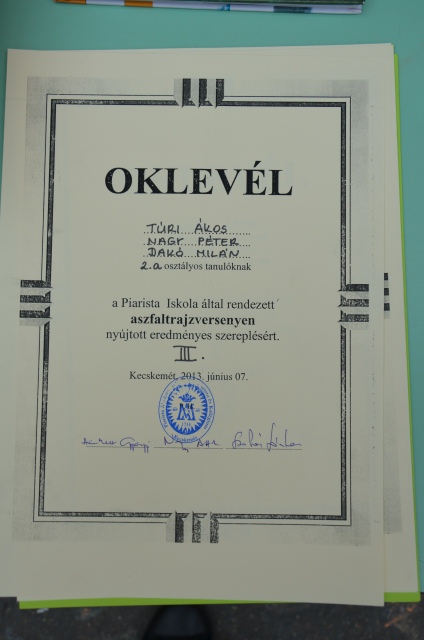 OKLEVÉL
TÚRI ÁKOS
NAGY PÉTER
DAKÓ MILÁN
2.a osztályos tanulóknak
a Piarista Iskola által rendezett
aszfaltrajzversenyen
nyújtott eredményes szereplésért.
III.
Kecskemét, 2013. június 07.